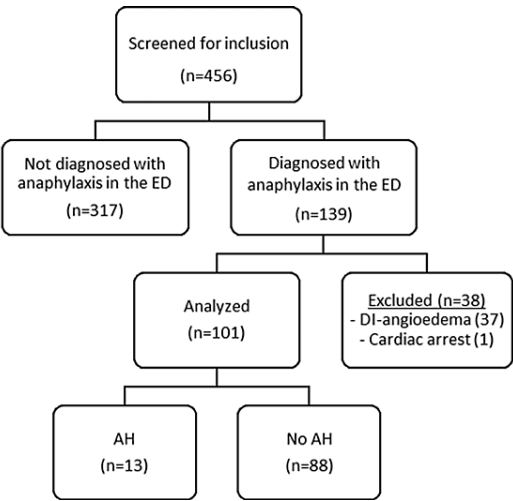 Screened for inclusion
(n=456)
Not diagnosed with
anaphylaxis in the ED
(n=317)
Diagnosed with
anaphylaxis in the ED
(n=139)
Analyzed
(n=101)
Excluded (n=38)
- DI-angioedema (37)
- Cardiac arrest (1)
AH
(n=13)
No AH
(n=88)